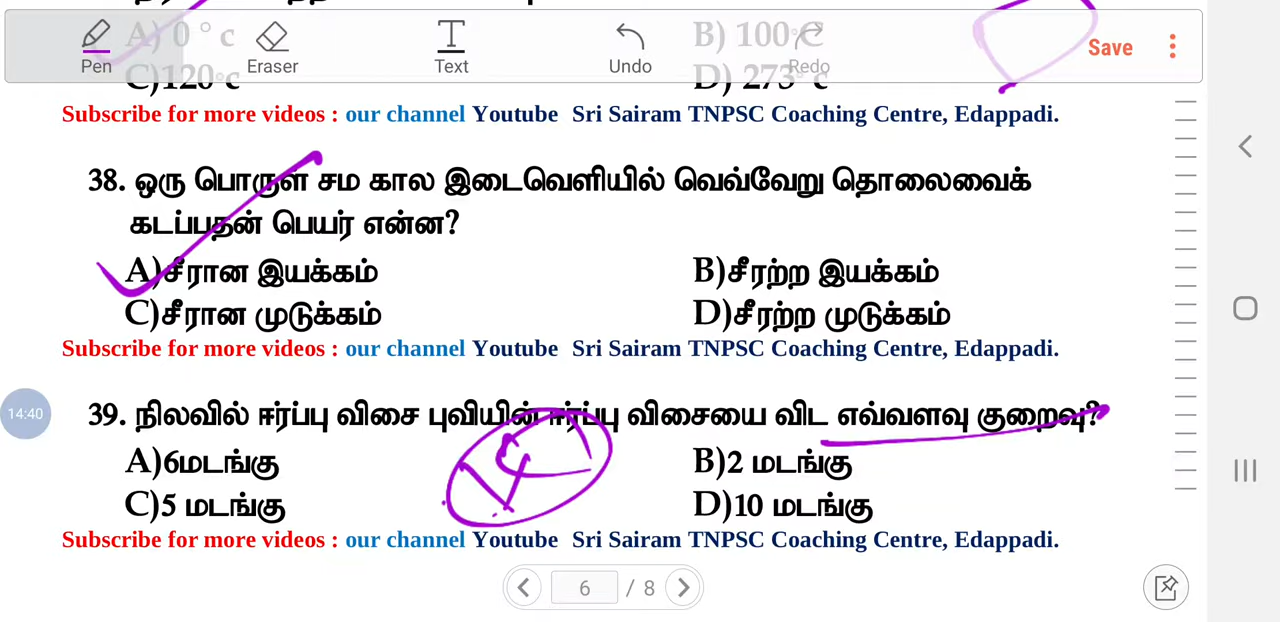 A) 0 ° c B) 100°C
Pen Eraser Text Undo Redo Save
C)120°c D) 273° c
Subscribe for more videos : our channel Youtube Sri Sairam TNPSC Coaching Centre, Edappadi.
38. ஒரு பொருள் சம கால இடைவெளியில் வெவ்வேறு தொலைவைக்
கடப்பதன் பெயர் என்ன?
A)சீரான இயக்கம் B)சீரற்ற இயக்கம்
C)சீரான முடுக்கம் D)சீரற்ற முடுக்கம்
Subscribe for more videos : our channel Youtube Sri Sairam TNPSC Coaching Centre, Edappadi.
14:40
39. நிலவில் ஈர்ப்பு விசை புவியின் ஈர்ப்பு விசையை விட எவ்வளவு குறைவு?
A)6மடங்கு B)2 மடங்கு
C)5 மடங்கு D)10 மடங்கு
Subscribe for more videos : our channel Youtube Sri Sairam TNPSC Coaching Centre, Edappadi.
6 / 8